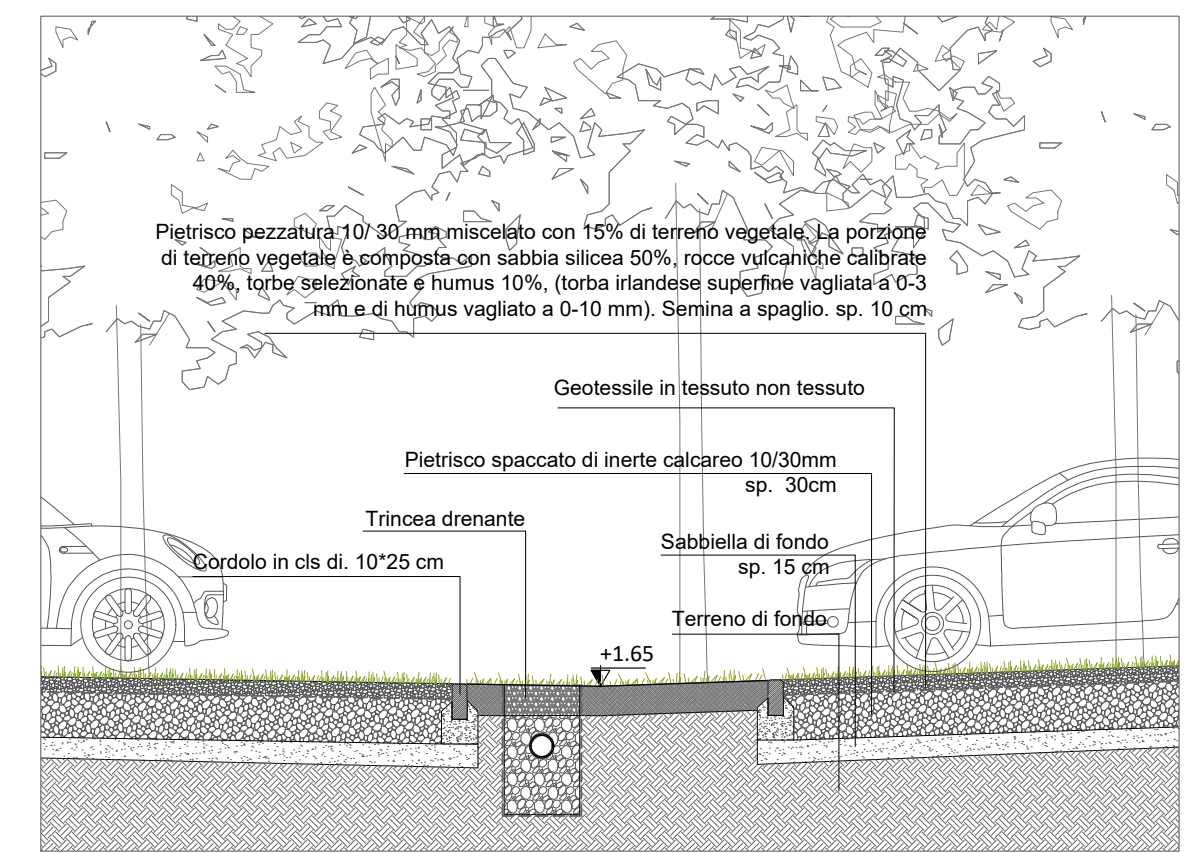 Pietrisco pezzatura 10/ 30 mm miscelato con 15% di terreno vegetale. La porzione
di terreno vegetale è composta con sabbia silicea 50%, rocce vulcaniche calibrate
40%, torbe selezionate e humus 10%, (torba irlandese superfine vagliata a 0-3
mm e di humus vagliato a 0-10 mm). Semina a spaglio. sp. 10 cm
Geotessile in tessuto non tessuto
Pietrisco spaccato di inerte calcareo 10/30mm
sp. 30cm
Trincea drenante
Sabbiella di fondo
sp. 15 cm
Cordolo in cls di. 10*25 cm
Terreno di fondo
+1.65